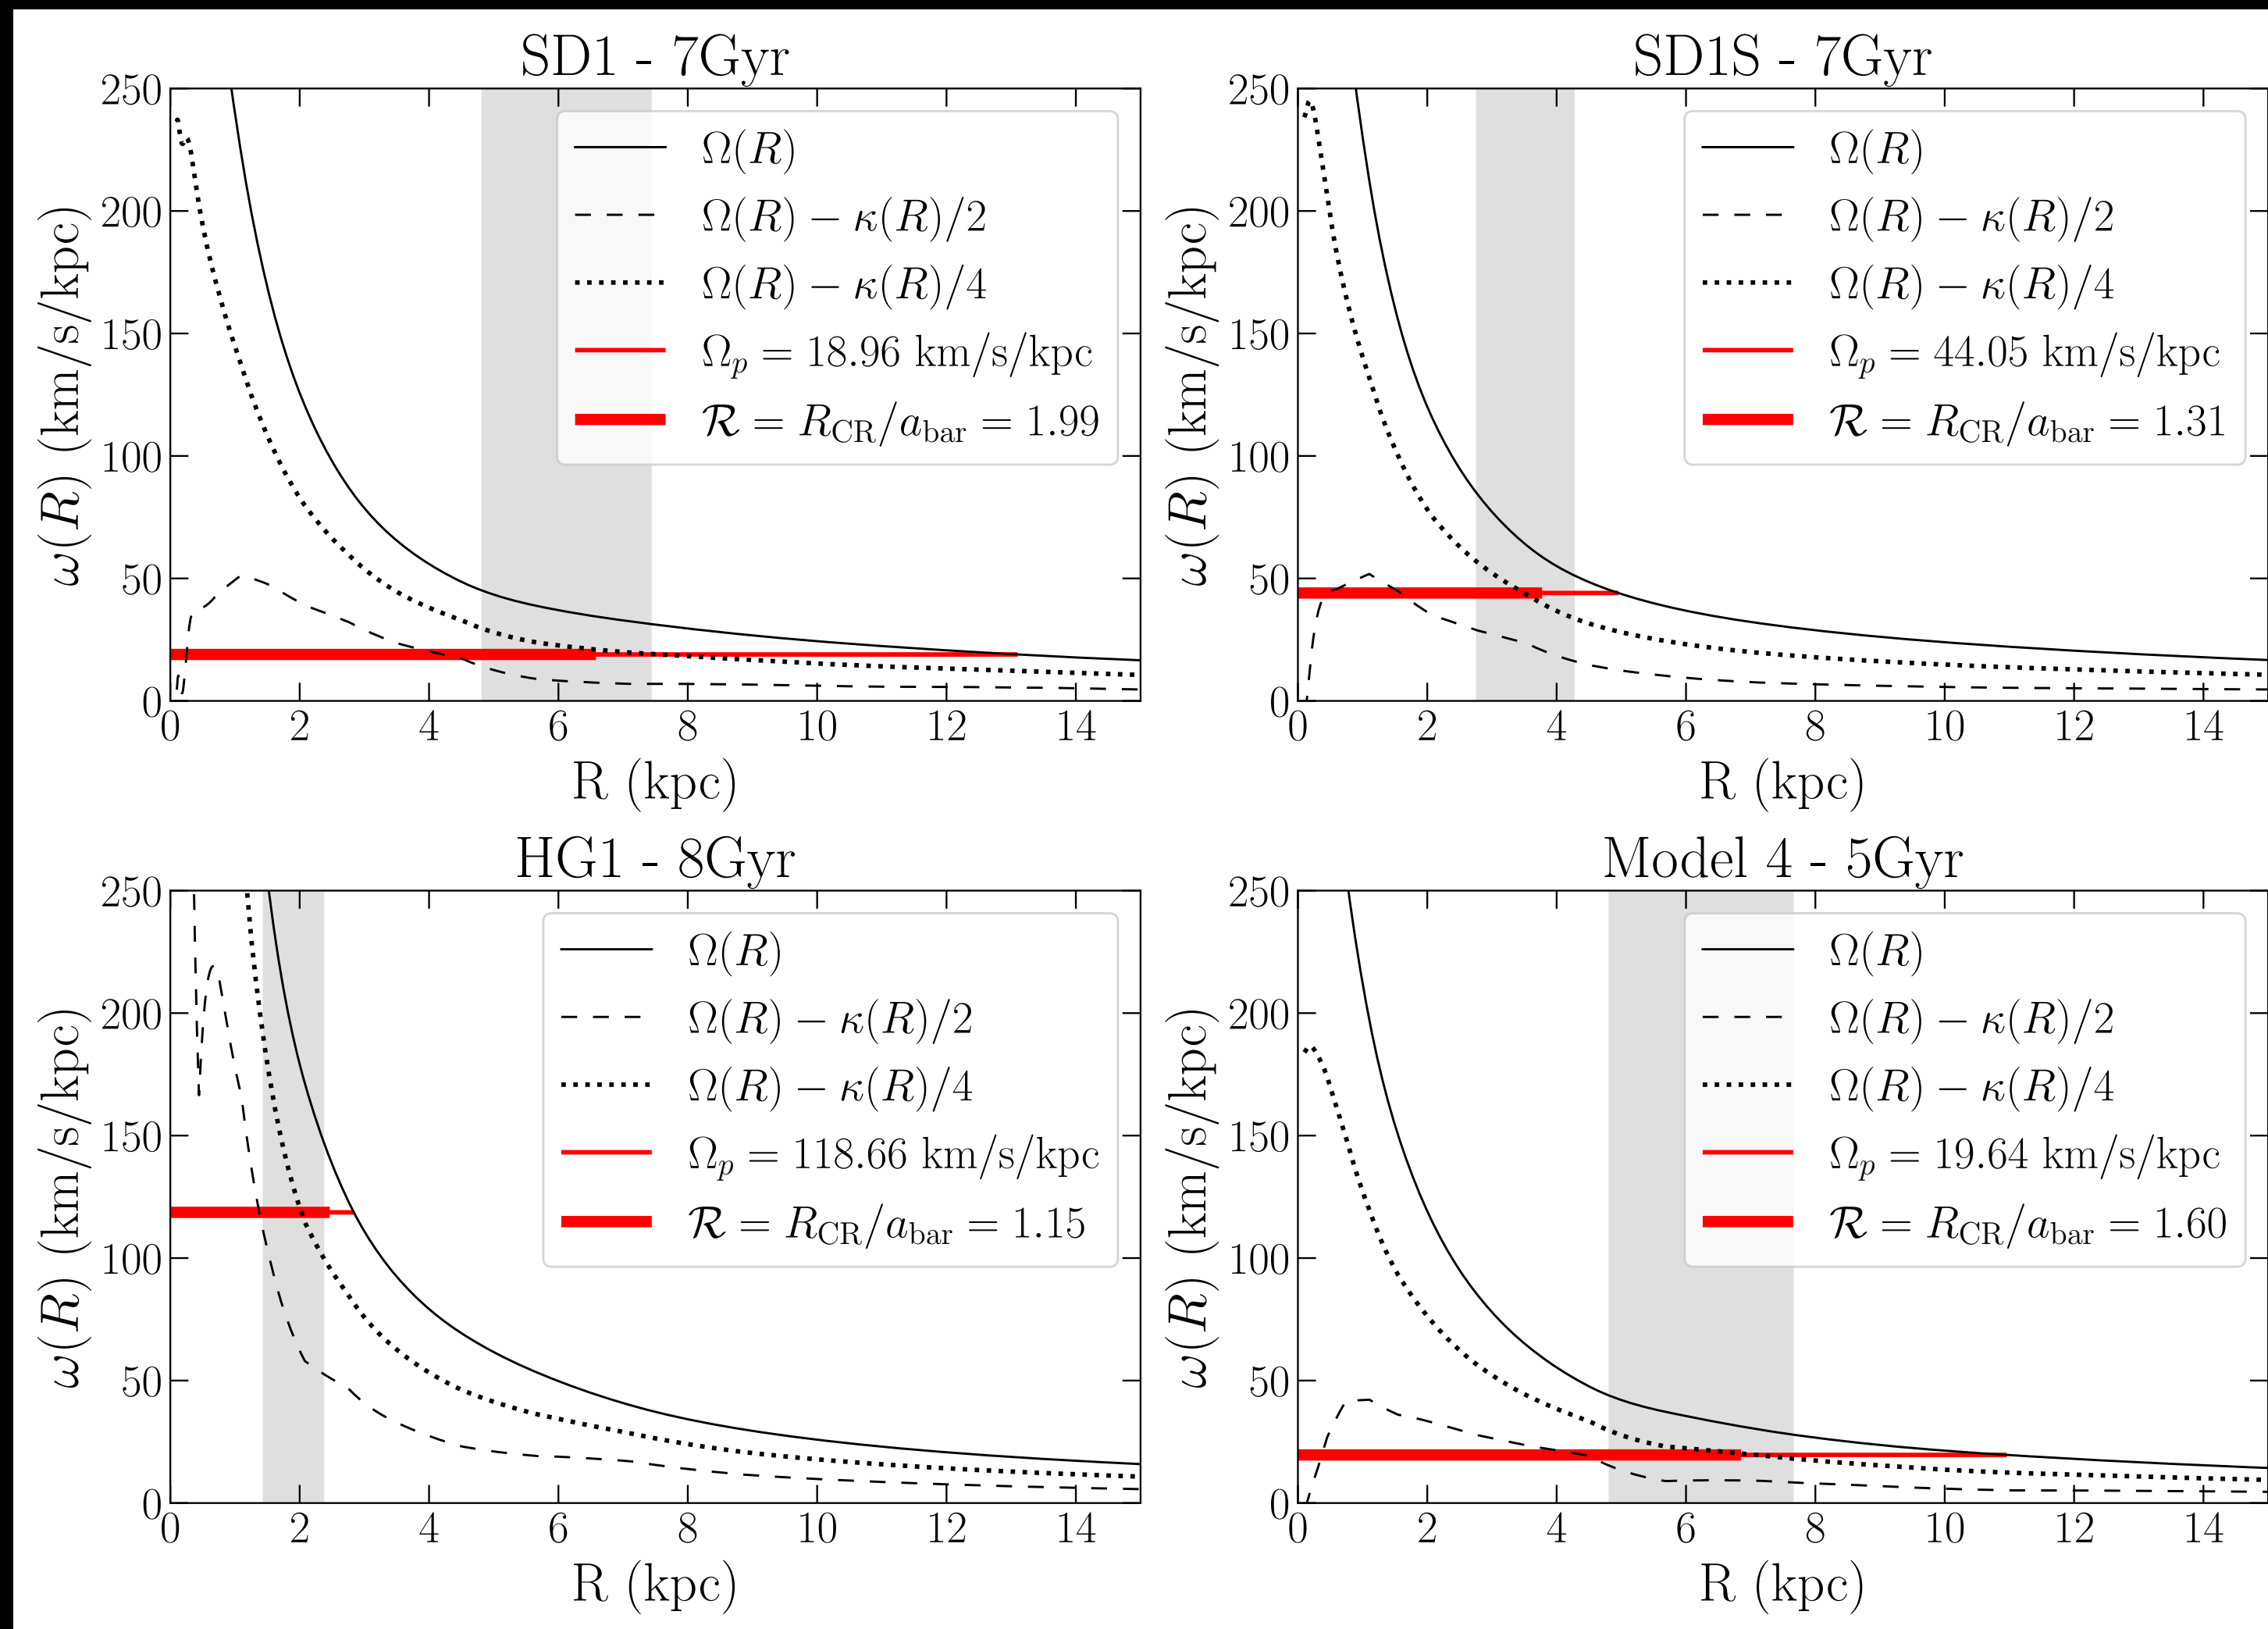 SD1 - 7Gyr
250
200
150
100
50
0
ω(R) (km/s/kpc)
Ω(R)
Ω(R) − κ(R)/2
Ω(R) − κ(R)/4
Ωₚ = 18.96 km/s/kpc
𝓡 = R_CR/a_bar = 1.99
0 2 4 6 8 10 12 14
R (kpc)
SD1S - 7Gyr
250
200
150
100
50
0
ω(R) (km/s/kpc)
Ω(R)
Ω(R) − κ(R)/2
Ω(R) − κ(R)/4
Ωₚ = 44.05 km/s/kpc
𝓡 = R_CR/a_bar = 1.31
0 2 4 6 8 10 12 14
R (kpc)
HG1 - 8Gyr
250
200
150
100
50
0
ω(R) (km/s/kpc)
Ω(R)
Ω(R) − κ(R)/2
Ω(R) − κ(R)/4
Ωₚ = 118.66 km/s/kpc
𝓡 = R_CR/a_bar = 1.15
0 2 4 6 8 10 12 14
R (kpc)
Model 4 - 5Gyr
250
200
150
100
50
0
ω(R) (km/s/kpc)
Ω(R)
Ω(R) − κ(R)/2
Ω(R) − κ(R)/4
Ωₚ = 19.64 km/s/kpc
𝓡 = R_CR/a_bar = 1.60
0 2 4 6 8 10 12 14
R (kpc)